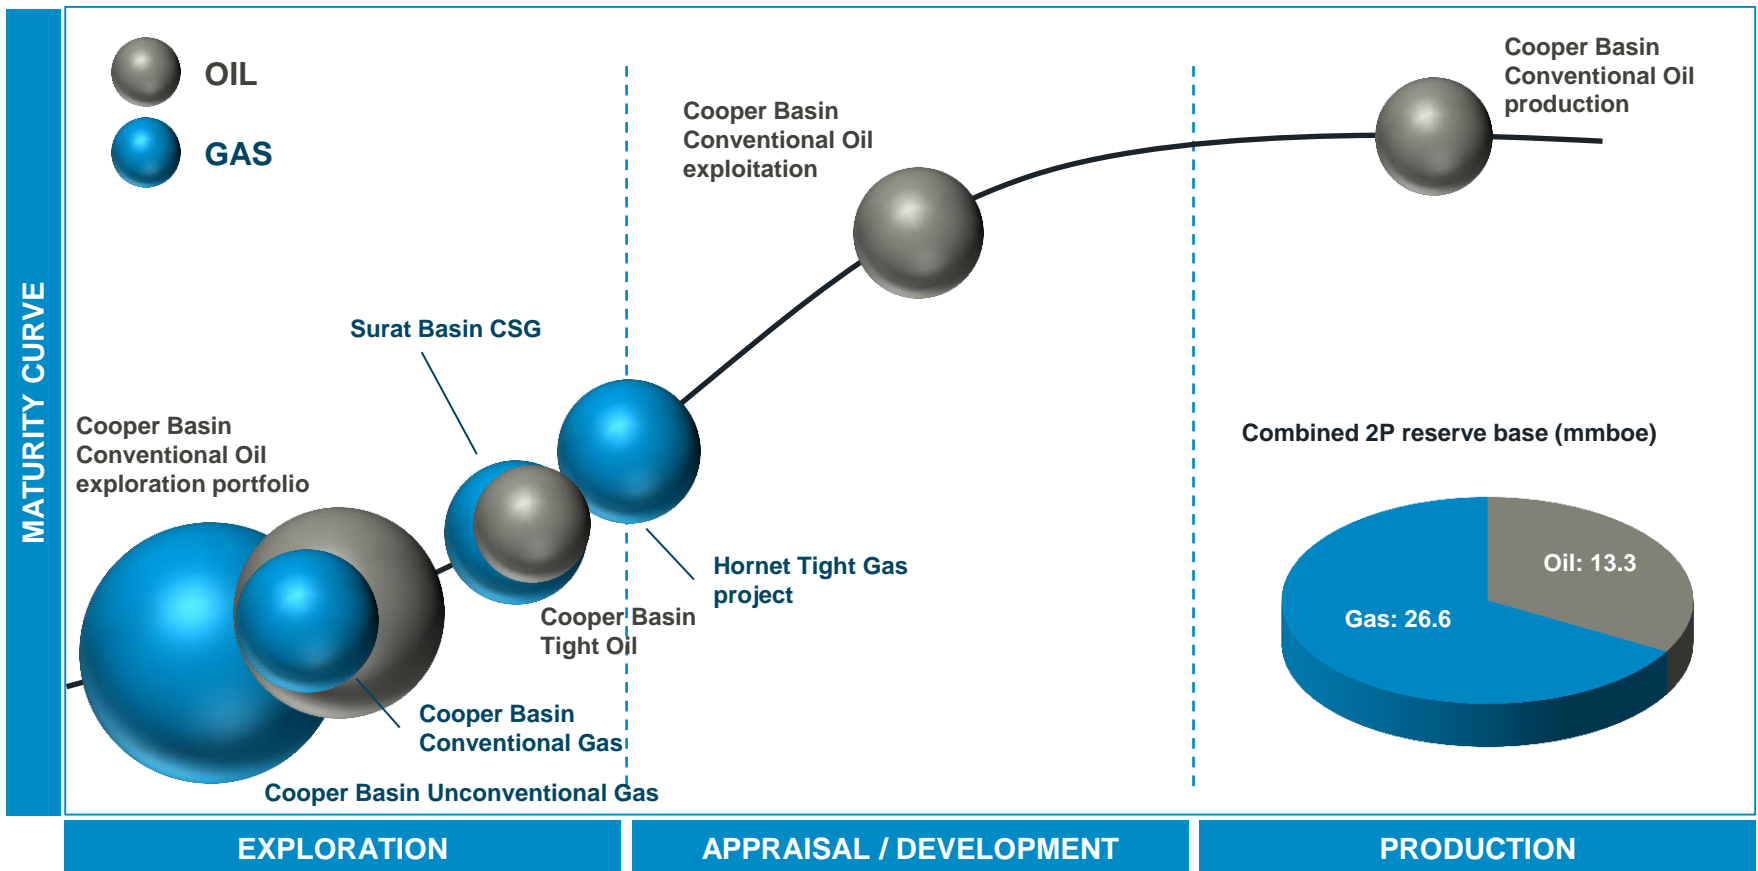 OIL
GAS
MATURITY CURVE
Cooper Basin
Conventional Oil
production
Cooper Basin
Conventional Oil
exploitation
Surat Basin CSG
Cooper Basin
Conventional Oil
exploration portfolio
Combined 2P reserve base (mmboe)
Oil: 13.3
Gas: 26.6
Hornet Tight Gas
project
Cooper Basin
Tight Oil
Cooper Basin
Conventional Gas
Cooper Basin Unconventional Gas
EXPLORATION
APPRAISAL / DEVELOPMENT
PRODUCTION